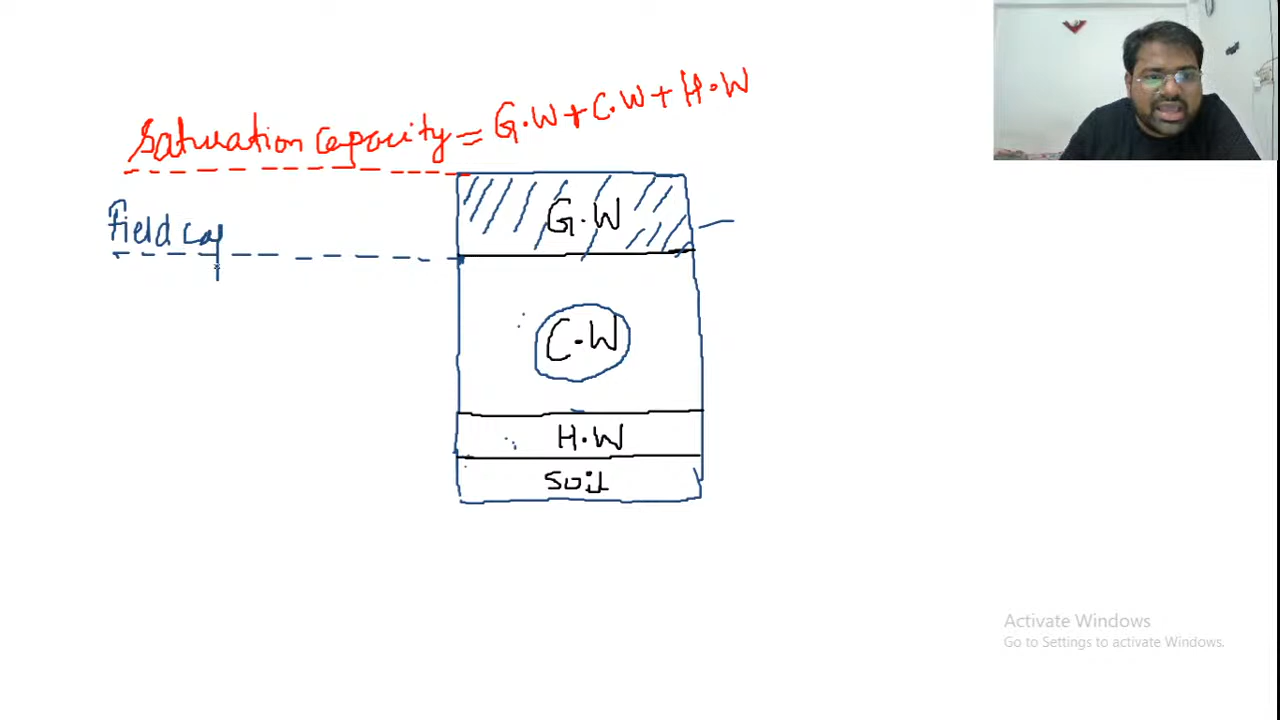 Saturation capacity = G.W + C.W + H.W
Field cap
G.W
C.W
H.W
Soil
Activate Windows
Go to Settings to activate Windows.